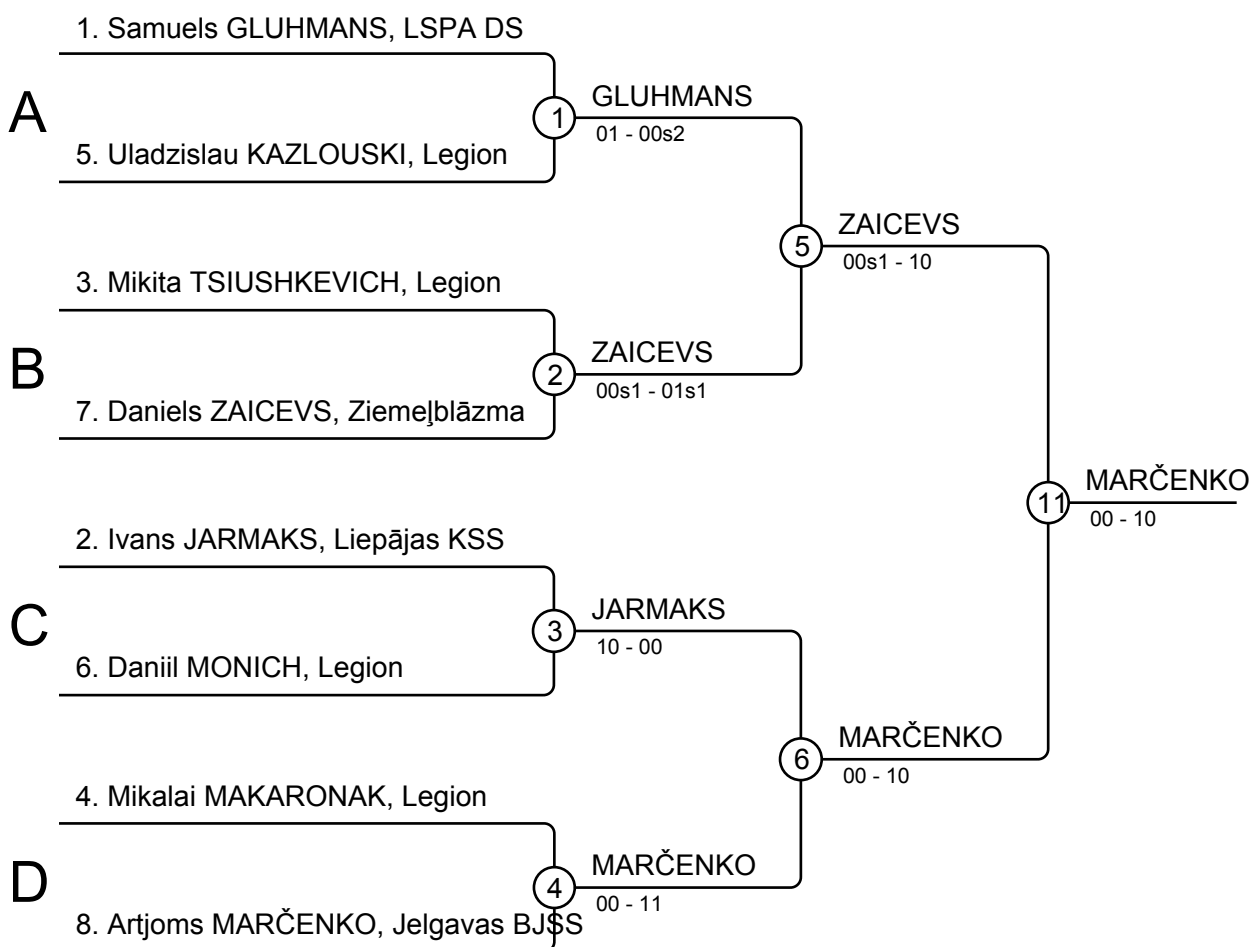 1. Samuels GLUHMANS, LSPA DS
A
1
GLUHMANS
01 - 00s2
5. Uladzislau KAZLOUSKI, Legion
5
ZAICEVS
00s1 - 10
3. Mikita TSIUSHKEVICH, Legion
B
2
ZAICEVS
00s1 - 01s1
7. Daniels ZAICEVS, Ziemeļblāzma
11
MARČENKO
00 - 10
2. Ivans JARMAKS, Liepājas KSS
C
3
JARMAKS
10 - 00
6. Daniil MONICH, Legion
6
MARČENKO
00 - 10
4. Mikalai MAKARONAK, Legion
D
4
MARČENKO
00 - 11
8. Artjoms MARČENKO, Jelgavas BJSS